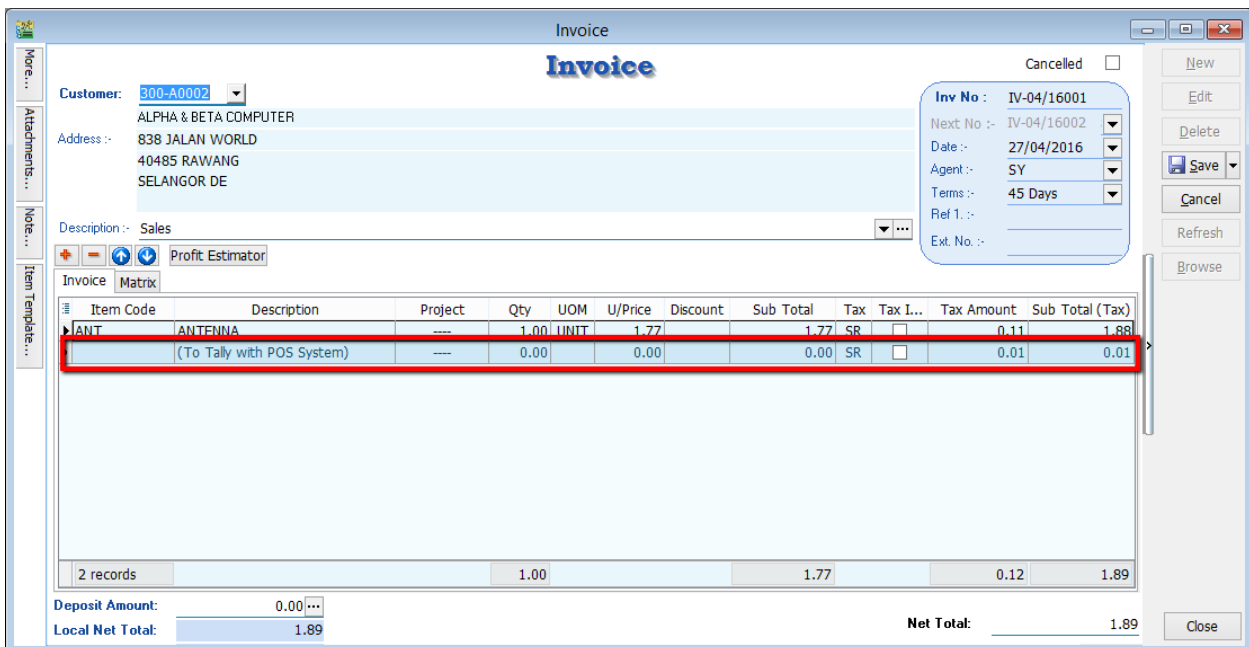 Invoice
More...
Attachments...
Note...
Item Template...
Invoice
Cancelled
Customer: 300-A0002
ALPHA & BETA COMPUTER
Address :- 838 JALAN WORLD
40485 RAWANG
SELANGOR DE
Inv No : IV-04/16001
Next No :- IV-04/16002
Date :- 27/04/2016
Agent :- SY
Terms :- 45 Days
Ref 1. :-
Ext. No. :-
Description :- Sales
Profit Estimator
Invoice Matrix
Item Code Description Project Qty UOM U/Price Discount Sub Total Tax Tax I... Tax Amount Sub Total (Tax)
ANT ANTENNA ---- 1.00 UNIT 1.77 1.77 SR 0.11 1.88
(To Tally with POS System) ---- 0.00 0.00 0.00 SR 0.01 0.01
2 records 1.00 1.77 0.12 1.89
Deposit Amount: 0.00 ...
Local Net Total: 1.89
Net Total: 1.89
New
Edit
Delete
Save
Cancel
Refresh
Browse
Close